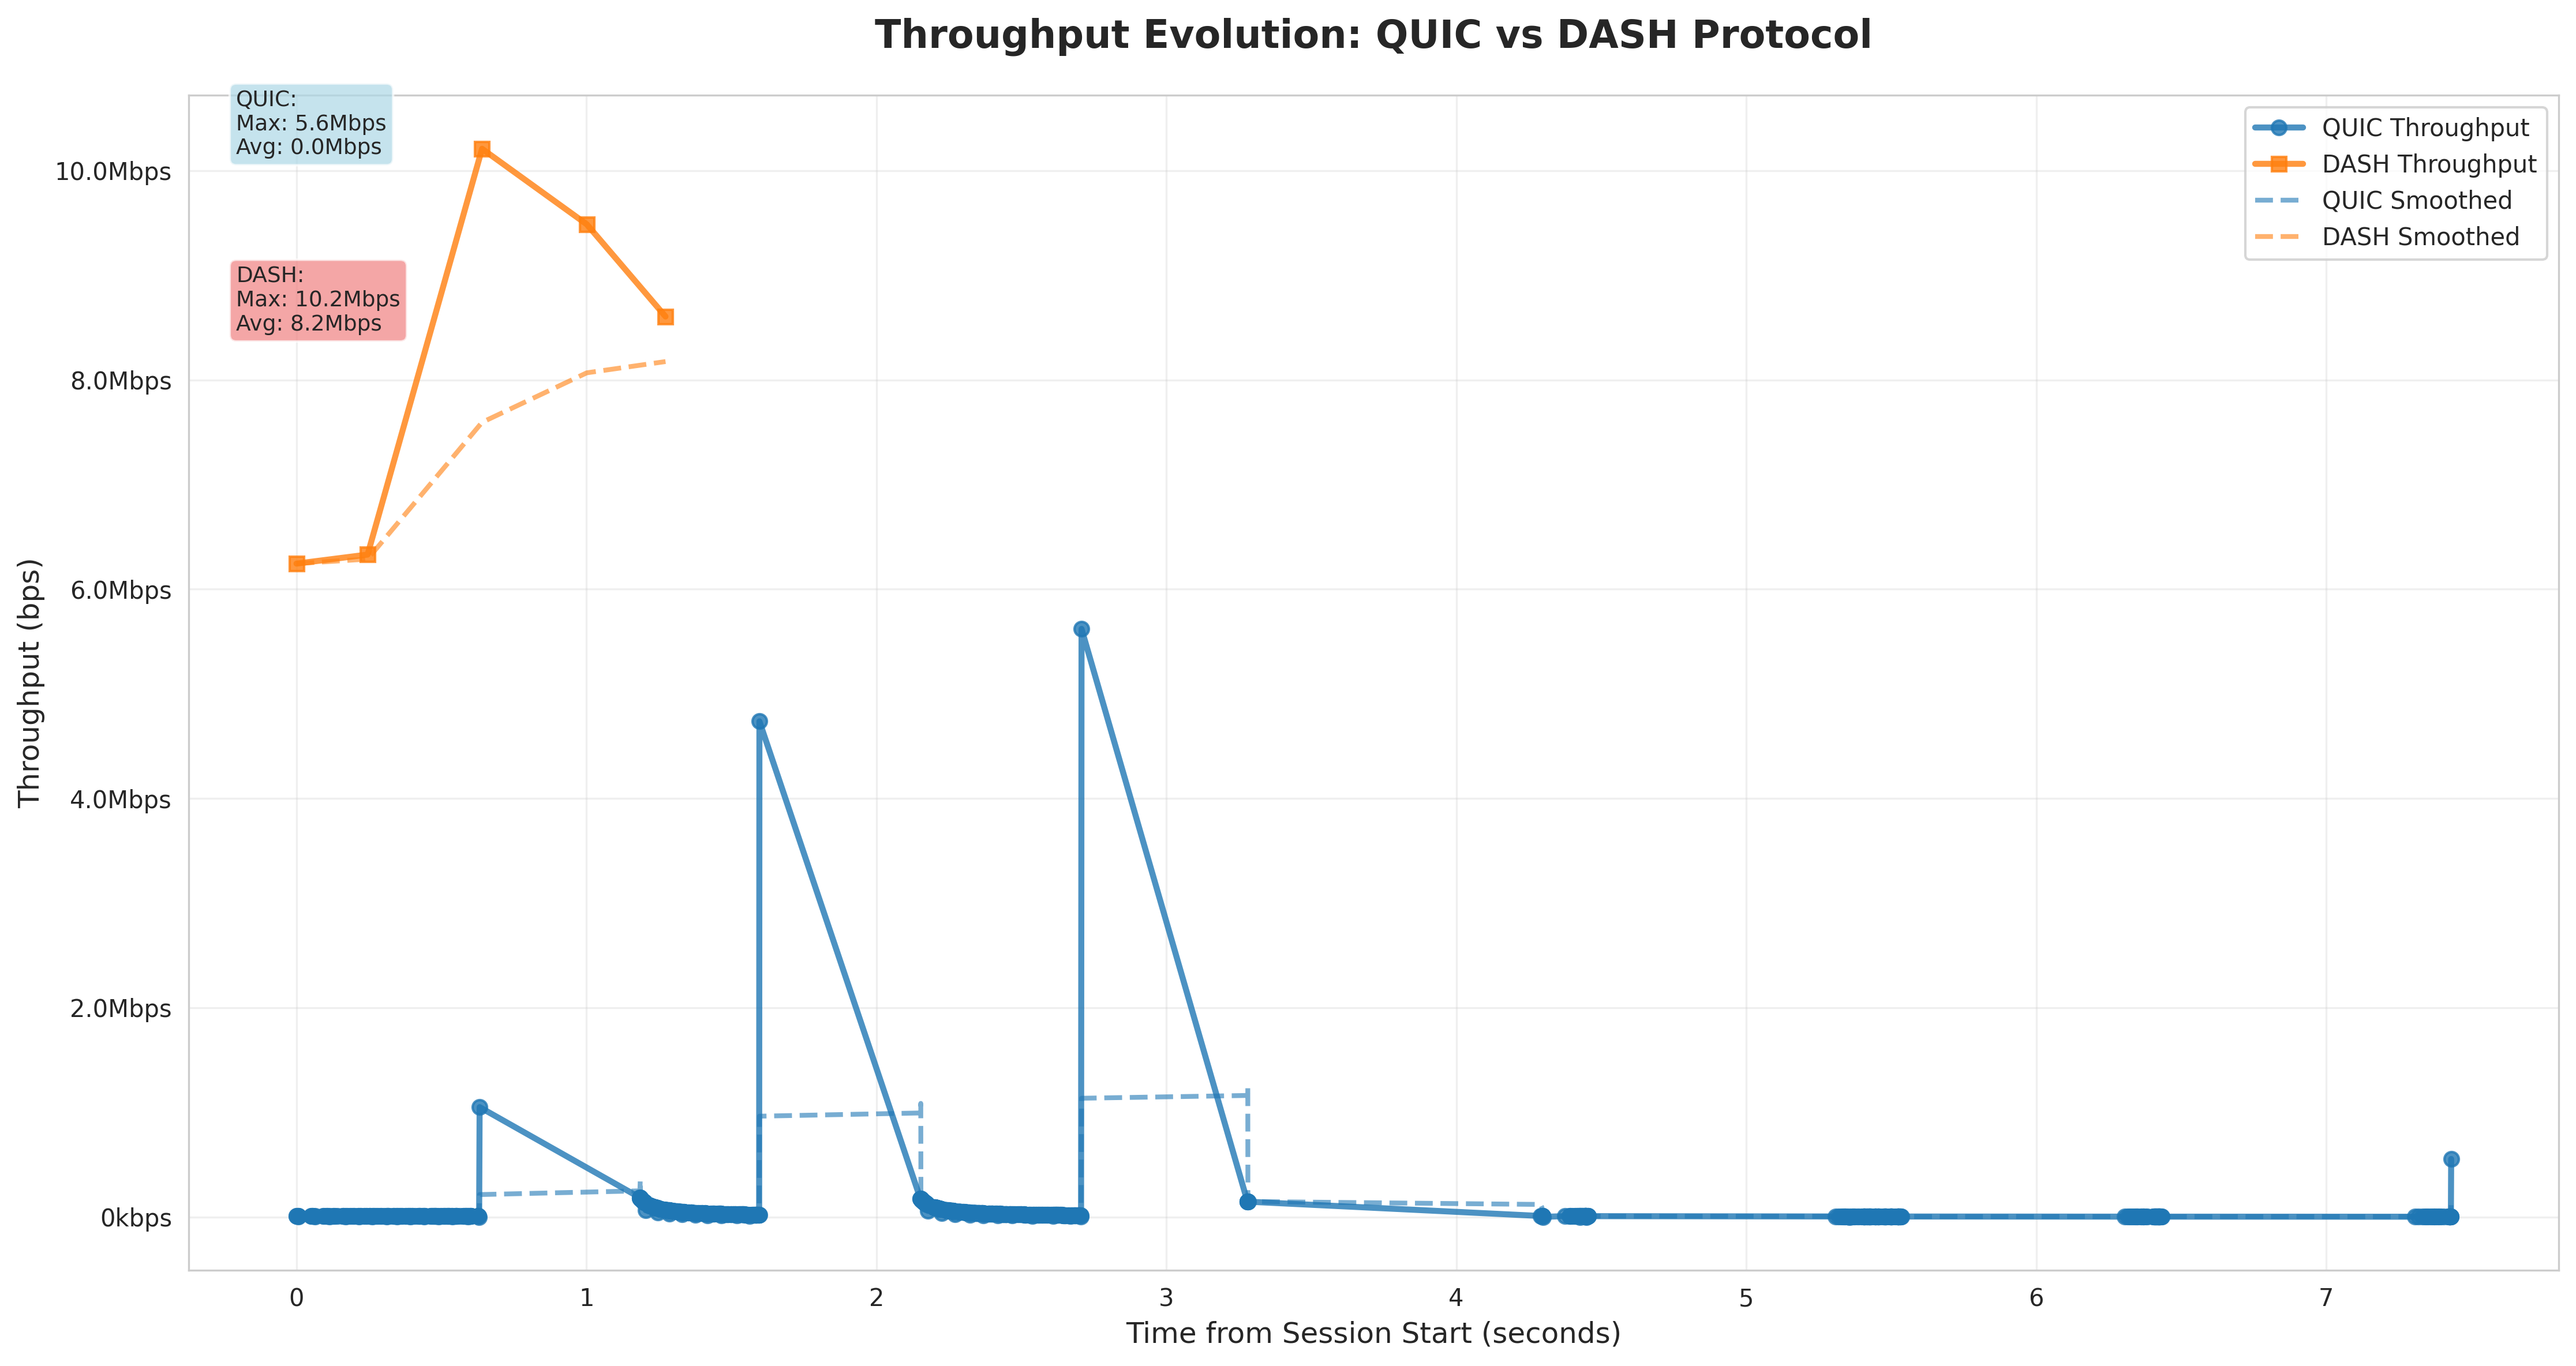 Throughput Evolution: QUIC vs DASH Protocol
QUIC:
Max: 5.6Mbps
Avg: 0.0Mbps
DASH:
Max: 10.2Mbps
Avg: 8.2Mbps
QUIC Throughput
DASH Throughput
QUIC Smoothed
DASH Smoothed
Throughput (bps)
10.0Mbps
8.0Mbps
6.0Mbps
4.0Mbps
2.0Mbps
0kbps
0 1 2 3 4 5 6 7
Time from Session Start (seconds)